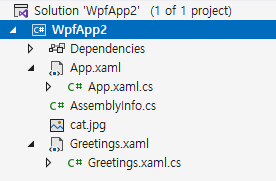 Solution 'WpfApp2' (1 of 1 project)
WpfApp2
Dependencies
App.xaml
App.xaml.cs
AssemblyInfo.cs
cat.jpg
Greetings.xaml
Greetings.xaml.cs